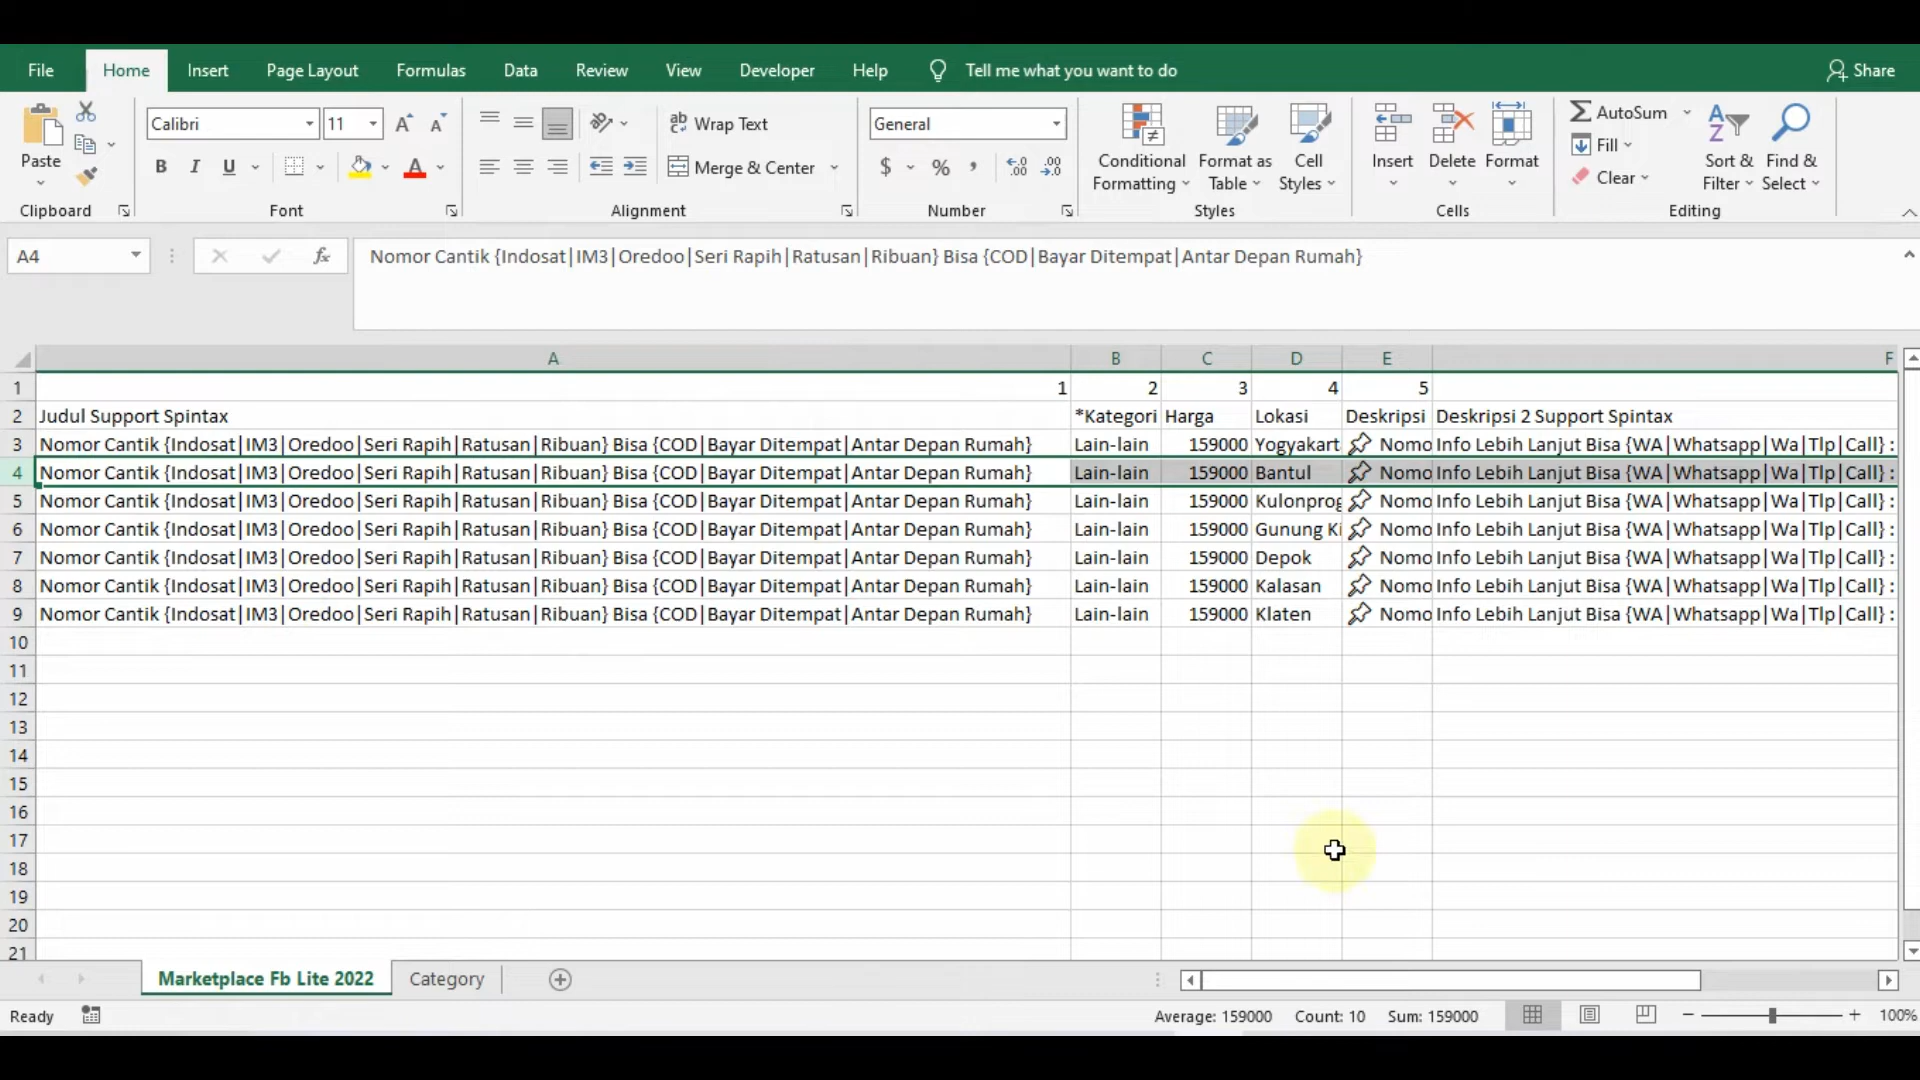 File Home Insert Page Layout Formulas Data Review View Developer Help Tell me what you want to do Share
Calibri 11 Wrap Text General AutoSum
Paste B I U Merge & Center $ % , Conditional Formatting Format as Table Cell Styles Insert Delete Format Fill Clear Sort & Filter Find & Select
Clipboard Font Alignment Number Styles Cells Editing
A4 fx Nomor Cantik {Indosat|IM3|Oredoo|Seri Rapih|Ratusan|Ribuan} Bisa {COD|Bayar Ditempat|Antar Depan Rumah}
A B C D E F
1 1 2 3 4 5
2 Judul Support Spintax *Kategori Harga Lokasi Deskripsi Deskripsi 2 Support Spintax
3 Nomor Cantik {Indosat|IM3|Oredoo|Seri Rapih|Ratusan|Ribuan} Bisa {COD|Bayar Ditempat|Antar Depan Rumah} Lain-lain 159000 Yogyakart Nomo Info Lebih Lanjut Bisa {WA|Whatsapp|Wa|Tlp|Call} :
4 Nomor Cantik {Indosat|IM3|Oredoo|Seri Rapih|Ratusan|Ribuan} Bisa {COD|Bayar Ditempat|Antar Depan Rumah} Lain-lain 159000 Bantul Nomo Info Lebih Lanjut Bisa {WA|Whatsapp|Wa|Tlp|Call} :
5 Nomor Cantik {Indosat|IM3|Oredoo|Seri Rapih|Ratusan|Ribuan} Bisa {COD|Bayar Ditempat|Antar Depan Rumah} Lain-lain 159000 Kulonprog Nomo Info Lebih Lanjut Bisa {WA|Whatsapp|Wa|Tlp|Call} :
6 Nomor Cantik {Indosat|IM3|Oredoo|Seri Rapih|Ratusan|Ribuan} Bisa {COD|Bayar Ditempat|Antar Depan Rumah} Lain-lain 159000 Gunung Ki Nomo Info Lebih Lanjut Bisa {WA|Whatsapp|Wa|Tlp|Call} :
7 Nomor Cantik {Indosat|IM3|Oredoo|Seri Rapih|Ratusan|Ribuan} Bisa {COD|Bayar Ditempat|Antar Depan Rumah} Lain-lain 159000 Depok Nomo Info Lebih Lanjut Bisa {WA|Whatsapp|Wa|Tlp|Call} :
8 Nomor Cantik {Indosat|IM3|Oredoo|Seri Rapih|Ratusan|Ribuan} Bisa {COD|Bayar Ditempat|Antar Depan Rumah} Lain-lain 159000 Kalasan Nomo Info Lebih Lanjut Bisa {WA|Whatsapp|Wa|Tlp|Call} :
9 Nomor Cantik {Indosat|IM3|Oredoo|Seri Rapih|Ratusan|Ribuan} Bisa {COD|Bayar Ditempat|Antar Depan Rumah} Lain-lain 159000 Klaten Nomo Info Lebih Lanjut Bisa {WA|Whatsapp|Wa|Tlp|Call} :
10
11
12
13
14
15
16
17
18
19
20
21
Marketplace Fb Lite 2022 Category
Ready Average: 159000 Count: 10 Sum: 159000 100%